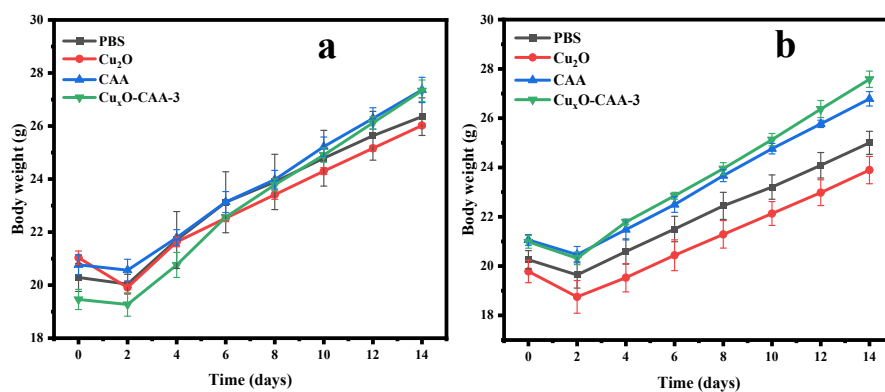 a
PBS
Cu₂O
CAA
CuₓO-CAA-3
Body weight (g)
30
28
26
24
22
20
18
0 2 4 6 8 10 12 14
Time (days)
b
PBS
Cu₂O
CAA
CuₓO-CAA-3
Body weight (g)
30
28
26
24
22
20
18
0 2 4 6 8 10 12 14
Time (days)